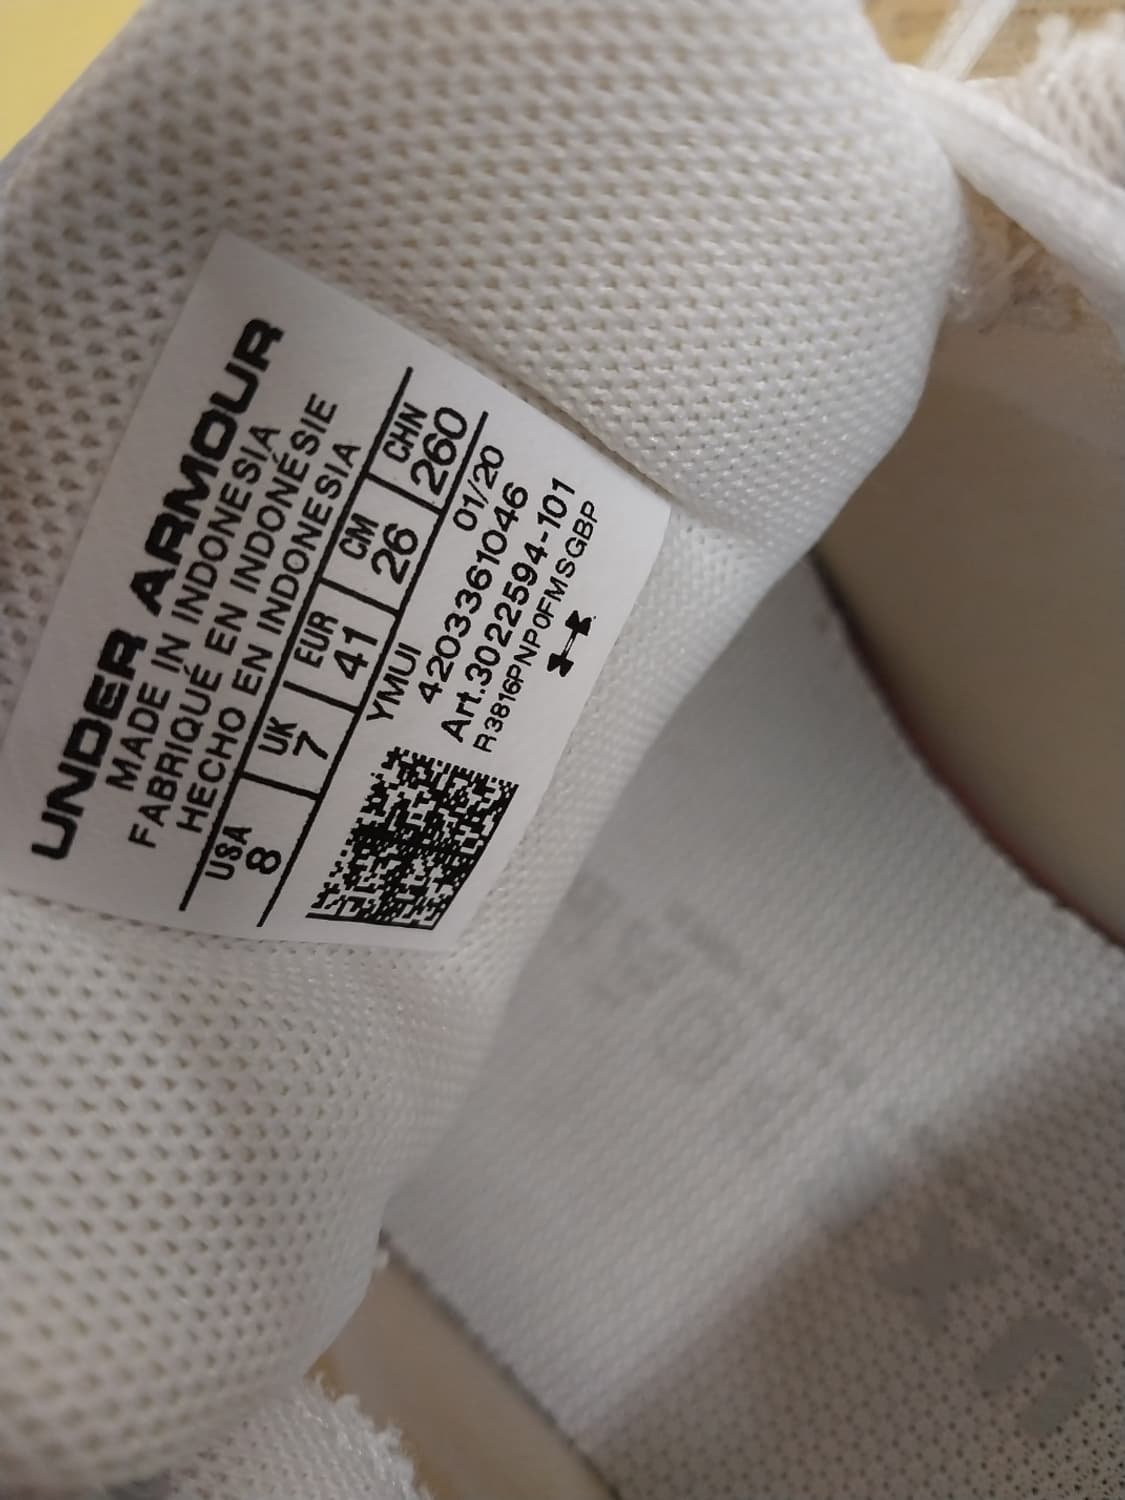 UNDER ARMOUR
MADE IN INDONESIA
FABRIQUÉ EN INDONÉSIE
HECHO EN INDONESIA
USA UK EUR CM CHN
8 7 41 26 260
YMUI 01/20
4203361046
Art.3022594-101
R3816PNP0FMSGBP